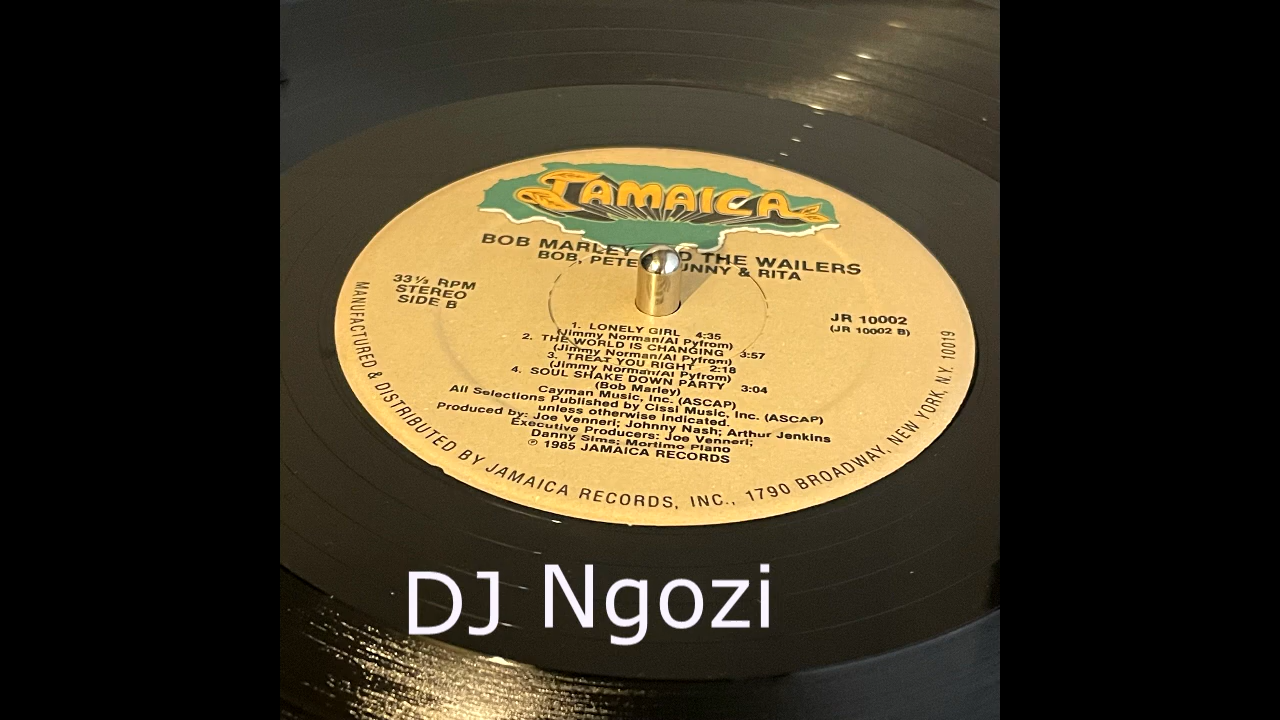 JAMAICA
BOB MARLEY THE WAILERS
BOB, & RITA
33⅓ RPM
STEREO
SIDE B
JR 10002
(JR 10002 B)
1. LONELY GIRL 4:35
(Jimmy Norman/Al Pyfrom)
2. THE WORLD IS CHANGING 3:57
(Jimmy Norman/Al Pyfrom)
3. TREAT YOU RIGHT 2:18
(Jimmy Norman/Al Pyfrom)
4. SOUL SHAKE DOWN PARTY 3:04
(Bob Marley)
Cayman Music, Inc. (ASCAP)
All Selections Published by Cissi Music, Inc. (ASCAP)
unless otherwise indicated.
Produced by: Joe Venneri; Johnny Nash; Arthur Jenkins
Executive Producers: Joe Venneri;
Danny Sims; Mortimo Plano
℗ 1985 JAMAICA RECORDS
MANUFACTURED & DISTRIBUTED BY JAMAICA RECORDS, INC., 1790 BROADWAY, NEW YORK, N.Y. 10019
DJ Ngozi